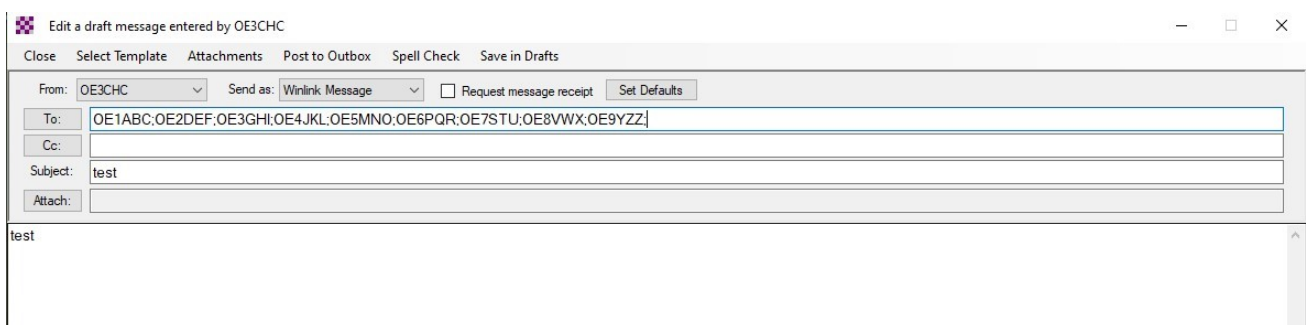 Edit a draft message entered by OE3CHC
Close Select Template Attachments Post to Outbox Spell Check Save in Drafts
From: OE3CHC Send as: Winlink Message Request message receipt Set Defaults
To: OE1ABC;OE2DEF;OE3GHI;OE4JKL;OE5MNO;OE6PQR;OE7STU;OE8VWX;OE9YZZ;
Cc:
Subject: test
Attach:
test